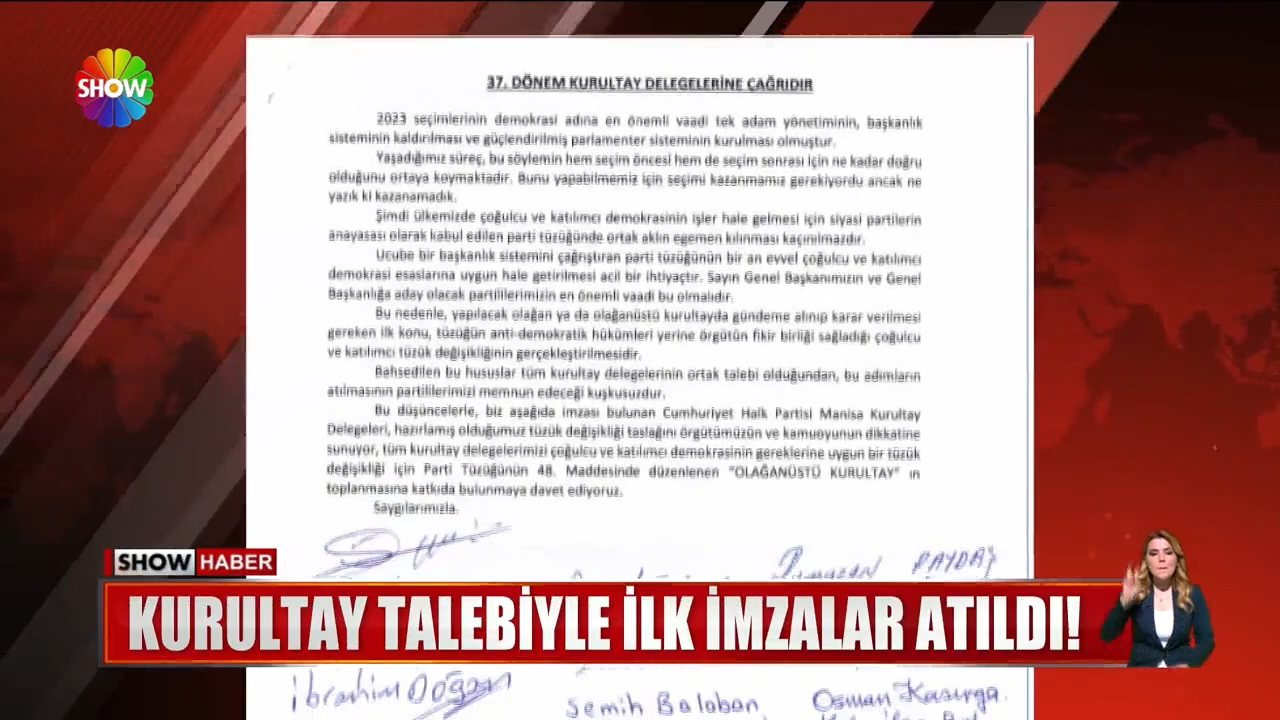 SHOW
37. DÖNEM KURULTAY DELEGELERİNE ÇAĞRIDIR
2023 seçimlerinin demokrasi adına en önemli vaadi tek adam yönetiminin, başkanlık
sisteminin kaldırılması ve güçlendirilmiş parlamenter sisteminin kurulması olmuştur.
Yaşadığımız süreç, bu söylemin hem seçim öncesi hem de seçim sonrası için ne kadar doğru
olduğunu ortaya koymaktadır. Bunu yapabilmemiz için seçimi kazanmamız gerekiyordu ancak ne
yazık ki kazanamadık.
Şimdi ülkemizde çoğulcu ve katılımcı demokrasinin işler hale gelmesi için siyasi partilerin
anayasası olarak kabul edilen parti tüzüğünde ortak aklın egemen kılınması kaçınılmazdır.
Ucube bir başkanlık sistemini çağrıştıran parti tüzüğünün bir an evvel çoğulcu ve katılımcı
demokrasi esaslarına uygun hale getirilmesi acil bir ihtiyaçtır. Sayın Genel Başkanımızın ve Genel
Başkanlığa aday olacak partililerimizin en önemli vaadi bu olmalıdır.
Bu nedenle, yapılacak olağan ya da olağanüstü kurultayda gündeme alınıp karar verilmesi
gereken ilk konu, tüzüğün anti-demokratik hükümleri yerine örgütün fikir birliği sağladığı çoğulcu
ve katılımcı tüzük değişikliğinin gerçekleştirilmesidir.
Bahsedilen bu hususlar tüm kurultay delegelerinin ortak talebi olduğundan, bu adımların
atılmasının partililerimizi memnun edeceği kuşkusuzdur.
Bu düşüncelerle, biz aşağıda imzası bulunan Cumhuriyet Halk Partisi Manisa Kurultay
Delegeleri, hazırlamış olduğumuz tüzük değişikliği taslağını örgütümüzün ve kamuoyunun dikkatine
sunuyor, tüm kurultay delegelerimizi çoğulcu ve katılımcı demokrasinin gereklerine uygun bir tüzük
değişikliği için Parti Tüzüğünün 48. Maddesinde düzenlenen "OLAĞANÜSTÜ KURULTAY" ın
toplanmasına katkıda bulunmaya davet ediyoruz.
Saygılarımızla.
Ramazan PAYDAŞ
SHOW HABER
KURULTAY TALEBİYLE İLK İMZALAR ATILDI!
İbrahim Doğan
Semih Balaban
Osman Kasırga